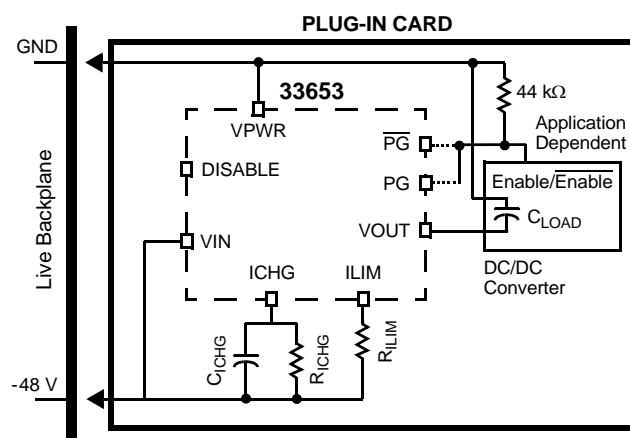 PLUG-IN CARD
GND
33653
44 kΩ
VPWR
Application
Dependent
PG
DISABLE
Enable/Enable
PG
CLOAD
VOUT
VIN
Live Backplane
DC/DC
Converter
ICHG
ILIM
CICHG
RICHG
RILIM
-48 V